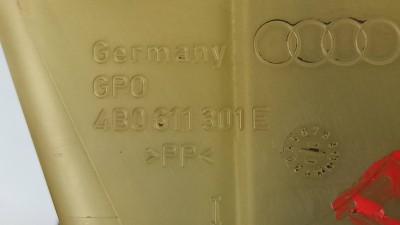 Germany
GPO
4B0 611 301 E
>PP<
I